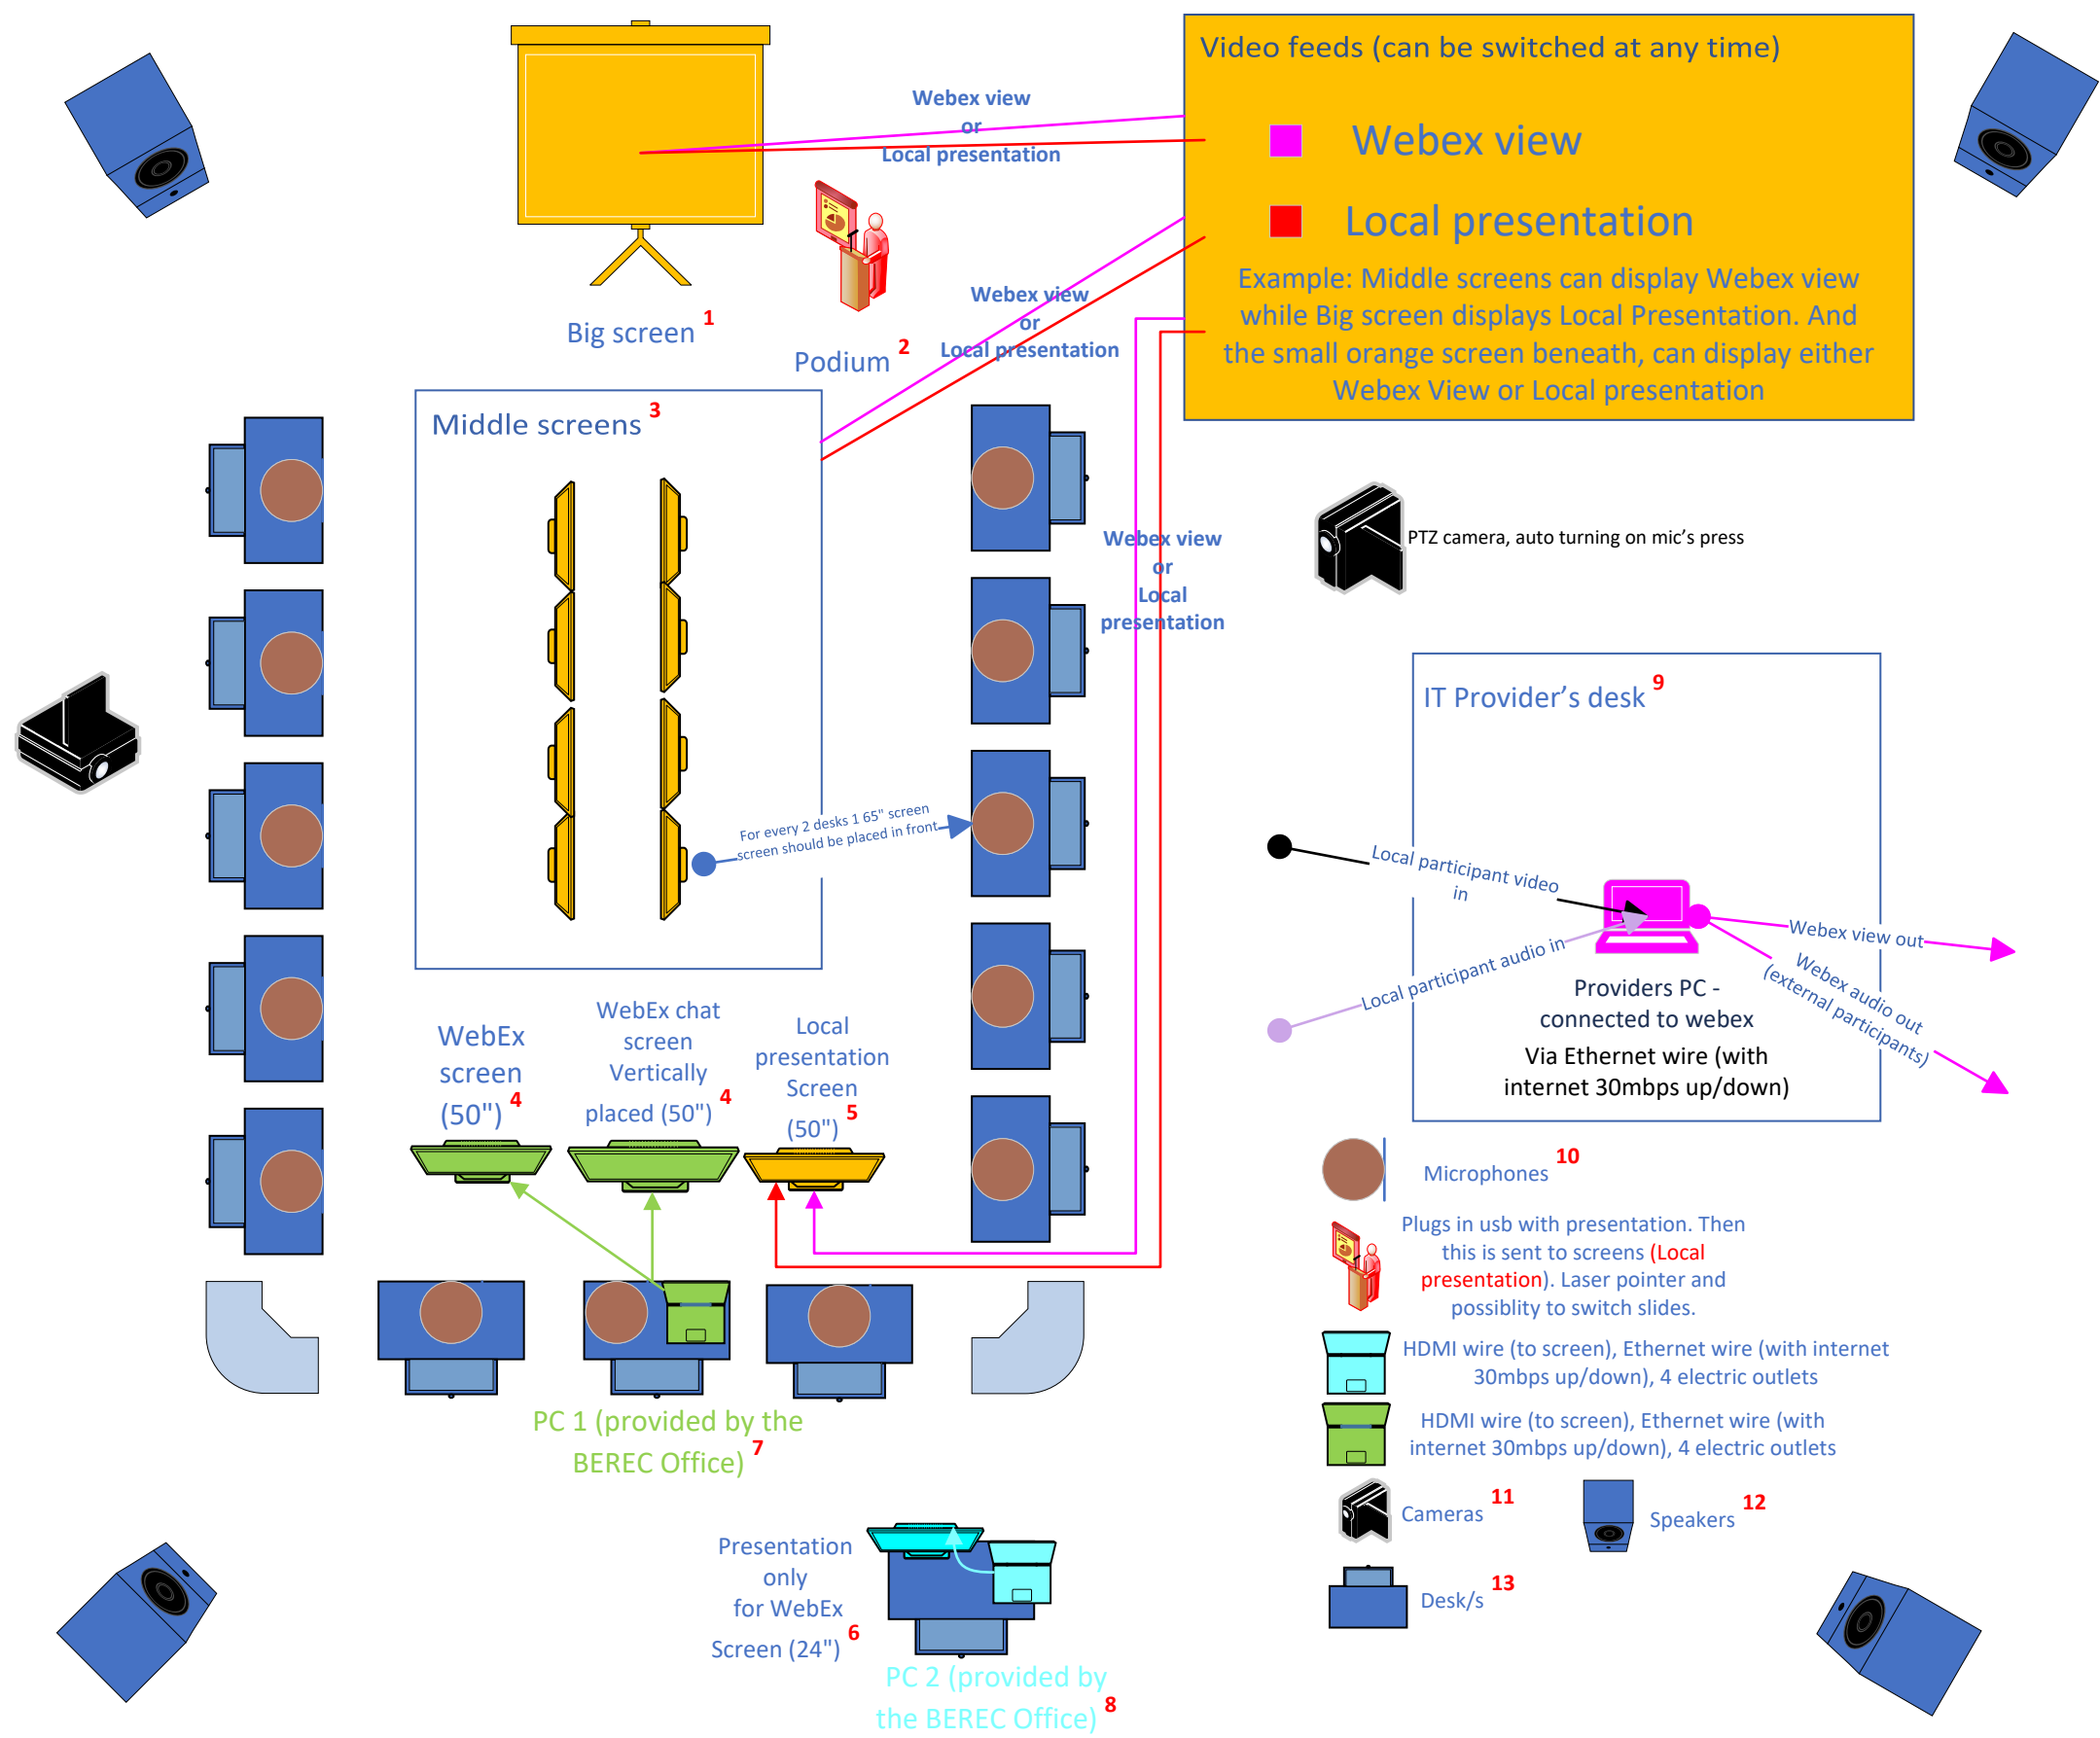 Video feeds (can be switched at any time)
Webex view
Local presentation
Example: Middle screens can display Webex view
while Big screen displays Local Presentation. And
the small orange screen beneath, can display either
Webex View or Local presentation
Webex view
or
Local presentation
Big screen 1
Podium 2
Webex view
or
Local presentation
Middle screens 3
Webex view
or
Local
presentation
PTZ camera, auto turning on mic's press
For every 2 desks 1 65" screen
screen should be placed in front
IT Provider's desk 9
Local participant video
in
Local participant audio in
Webex view out
Webex audio out
(external participants)
Providers PC -
connected to webex
Via Ethernet wire (with
internet 30mbps up/down)
WebEx
screen
(50") 4
WebEx chat
screen
Vertically
placed (50") 4
Local
presentation
Screen
(50") 5
PC 1 (provided by the
BEREC Office) 7
Presentation
only
for WebEx
Screen (24") 6
PC 2 (provided by
the BEREC Office) 8
Microphones 10
Plugs in usb with presentation. Then
this is sent to screens (Local
presentation). Laser pointer and
possiblity to switch slides.
HDMI wire (to screen), Ethernet wire (with internet
30mbps up/down), 4 electric outlets
HDMI wire (to screen), Ethernet wire (with
internet 30mbps up/down), 4 electric outlets
Cameras 11
Speakers 12
Desk/s 13